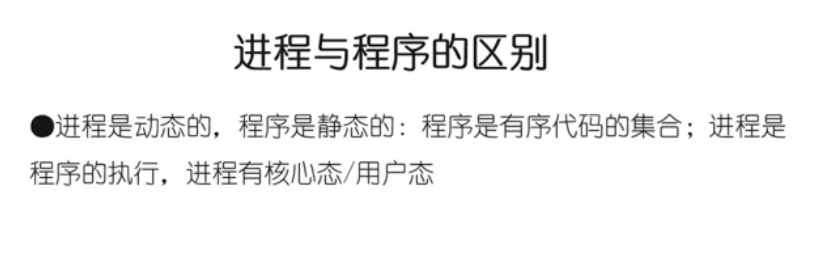 进程与程序的区别
●进程是动态的，程序是静态的：程序是有序代码的集合；进程是
程序的执行，进程有核心态/用户态